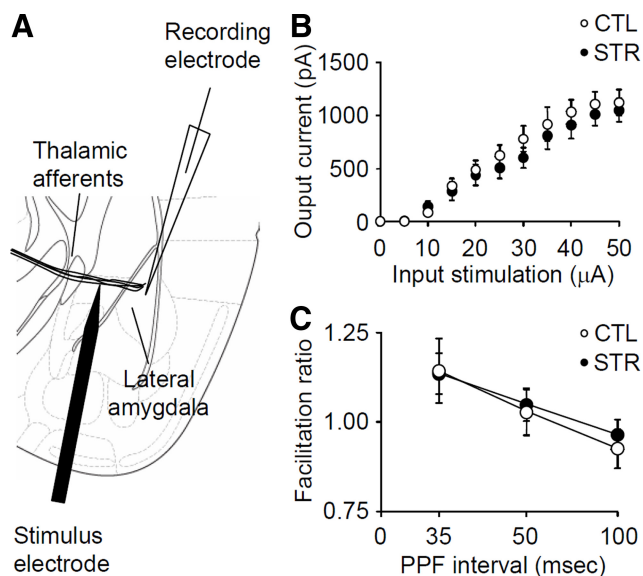 A
Recording
electrode
Thalamic
afferents
Lateral
amygdala
Stimulus
electrode
B
CTL
STR
Ouput current (pA)
1500
1000
500
0
0 10 20 30 40 50
Input stimulation (μA)
C
CTL
STR
Facilitation ratio
1.25
1.00
0.75
0 35 50 100
PPF interval (msec)